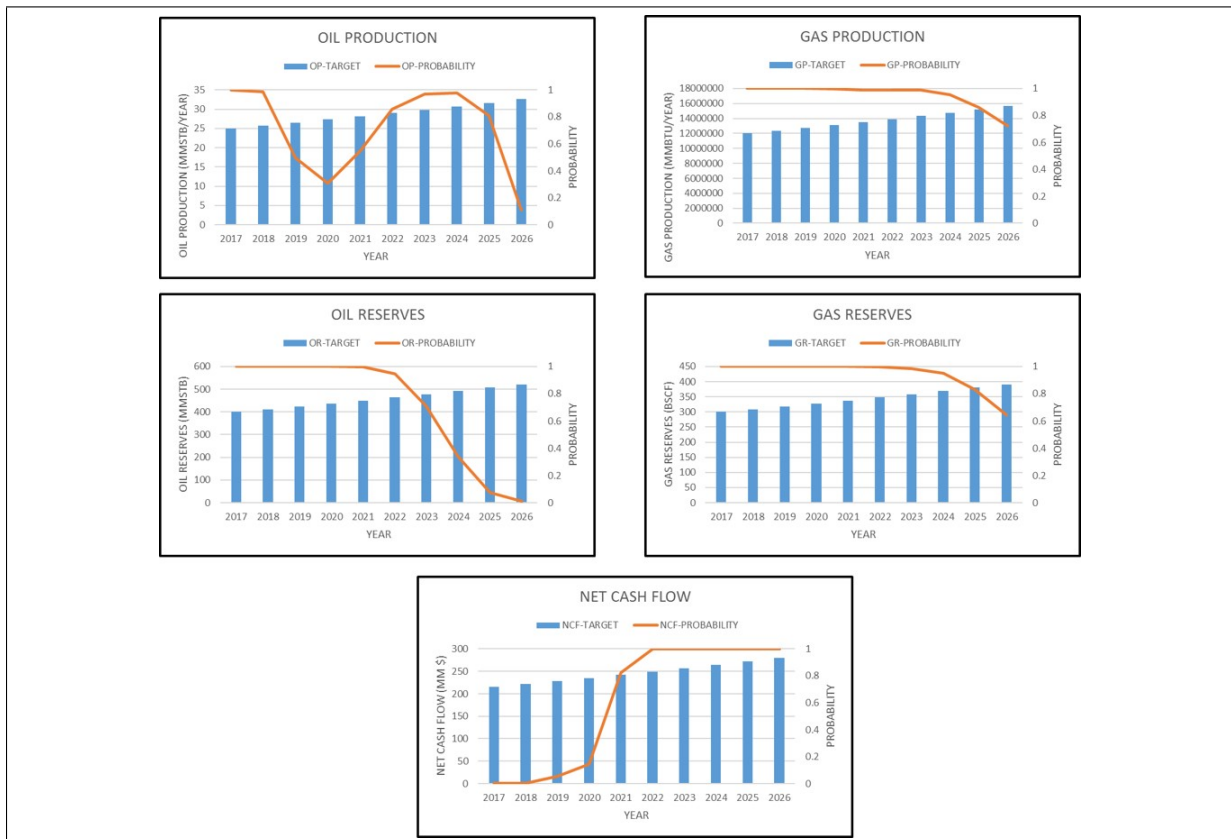 OIL PRODUCTION
OP-TARGET OP-PROBABILITY
OIL PRODUCTION (MMSTB/YEAR)
35
30
25
20
15
10
5
0
1
0.8
0.6
0.4
0.2
0
PROBABILITY
2017 2018 2019 2020 2021 2022 2023 2024 2025 2026
YEAR
GAS PRODUCTION
GP-TARGET GP-PROBABILITY
GAS PRODUCTION (MMBTU/YEAR)
18000000
16000000
14000000
12000000
10000000
8000000
6000000
4000000
2000000
0
1
0.8
0.6
0.4
0.2
0
PROBABILITY
2017 2018 2019 2020 2021 2022 2023 2024 2025 2026
YEAR
OIL RESERVES
OR-TARGET OR-PROBABILITY
OIL RESERVES (MMSTB)
600
500
400
300
200
100
0
1
0.8
0.6
0.4
0.2
0
PROBABILITY
2017 2018 2019 2020 2021 2022 2023 2024 2025 2026
YEAR
GAS RESERVES
GR-TARGET GR-PROBABILITY
GAS RESERVES (BSCF)
450
400
350
300
250
200
150
100
50
0
1
0.8
0.6
0.4
0.2
0
PROBABILITY
2017 2018 2019 2020 2021 2022 2023 2024 2025 2026
YEAR
NET CASH FLOW
NCF-TARGET NCF-PROBABILITY
NET CASH FLOW (MM $)
300
250
200
150
100
50
0
1
0.8
0.6
0.4
0.2
0
PROBABILITY
2017 2018 2019 2020 2021 2022 2023 2024 2025 2026
YEAR